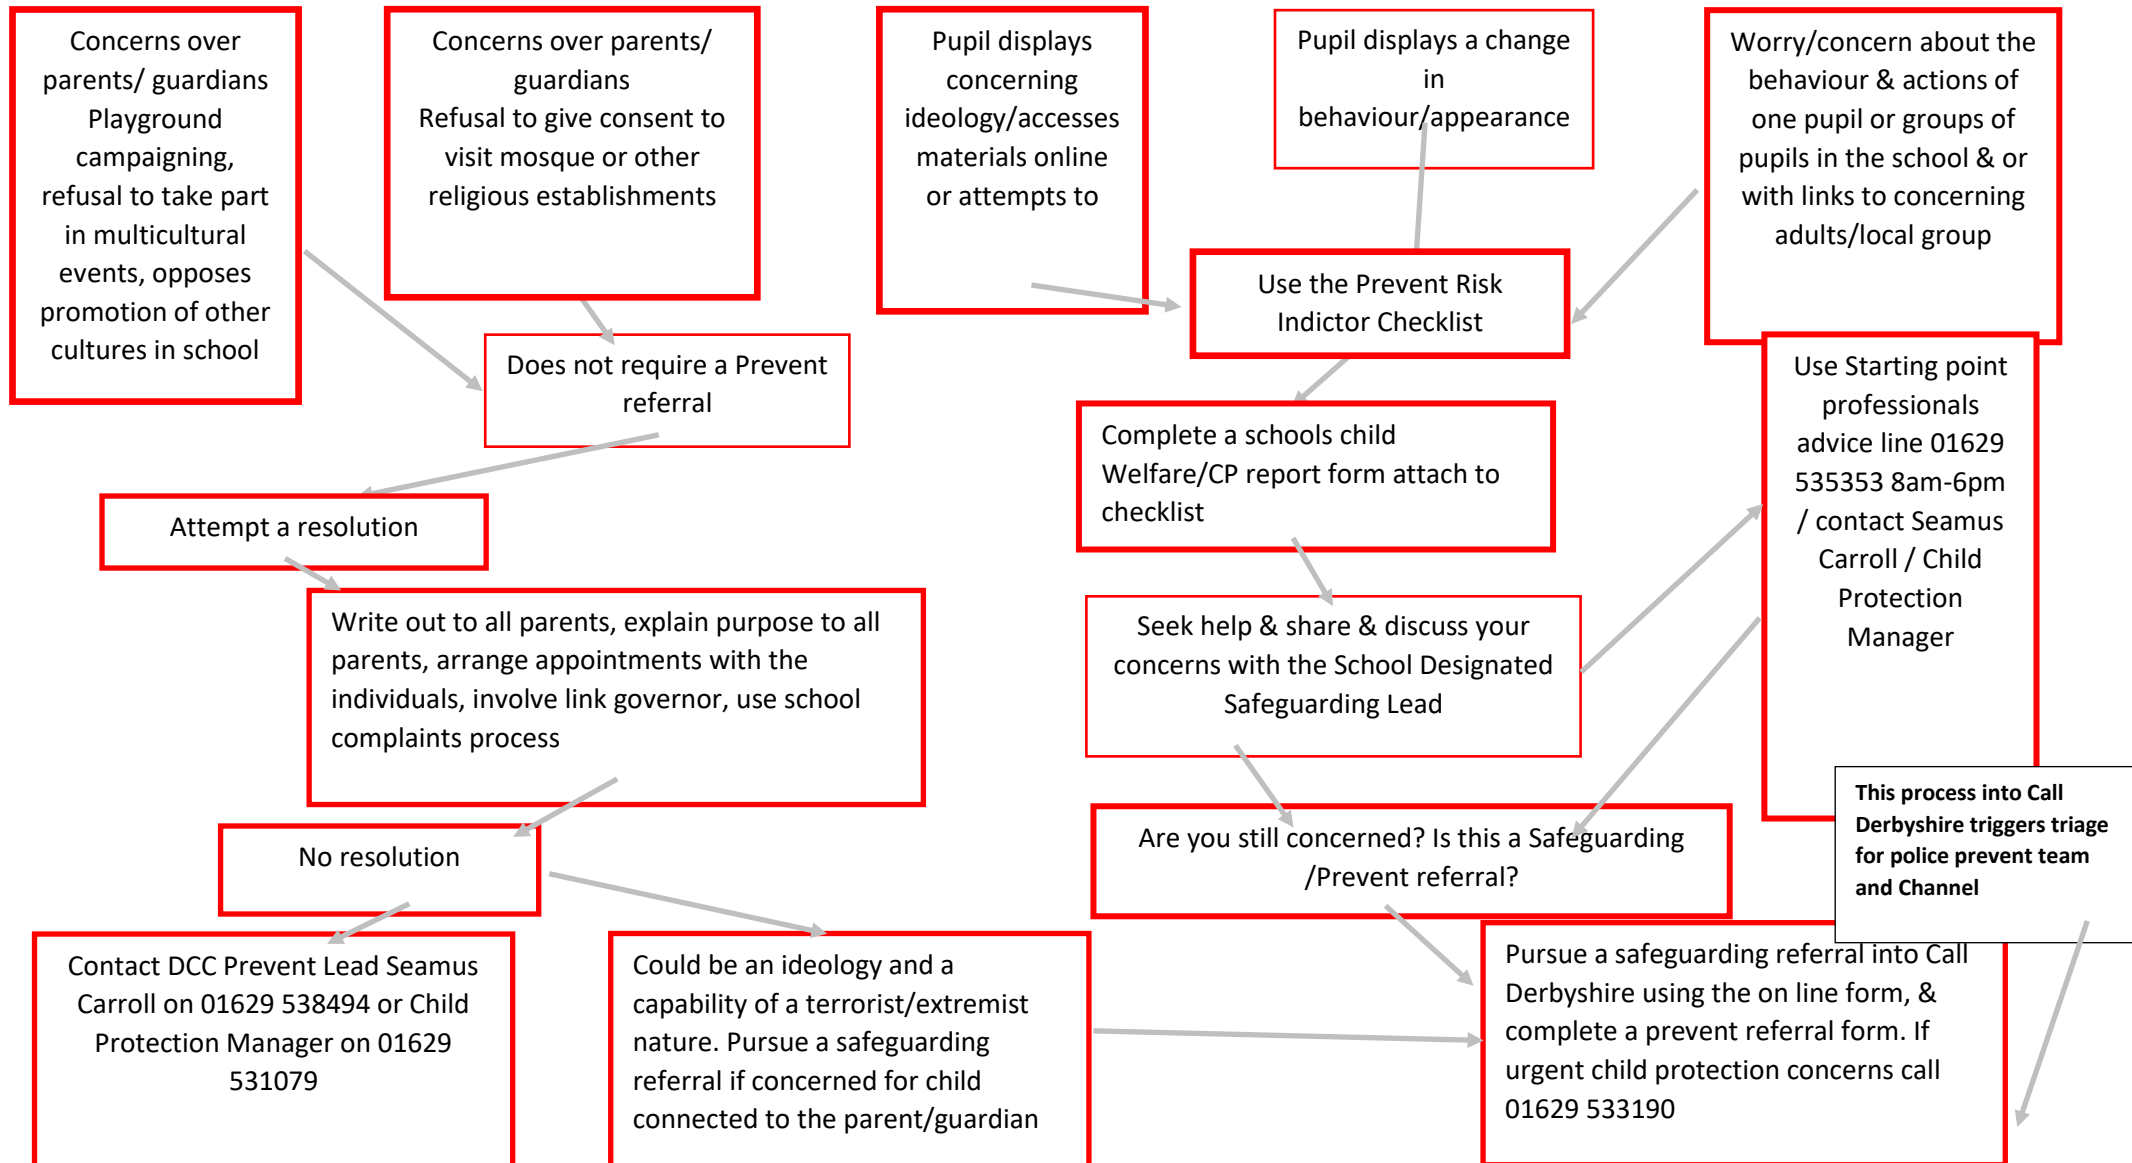 Concerns over
parents/ guardians
Playground
campaigning,
refusal to take part
in multicultural
events, opposes
promotion of other
cultures in school
Concerns over parents/
guardians
Refusal to give consent to
visit mosque or other
religious establishments
Pupil displays
concerning
ideology/accesses
materials online
or attempts to
Pupil displays a change
in
behaviour/appearance
Worry/concern about the
behaviour & actions of
one pupil or groups of
pupils in the school & or
with links to concerning
adults/local group
Use the Prevent Risk
Indictor Checklist
Does not require a Prevent
referral
Use Starting point
professionals
advice line 01629
535353 8am-6pm
/ contact Seamus
Carroll / Child
Protection
Manager
Complete a schools child
Welfare/CP report form attach to
checklist
Attempt a resolution
Write out to all parents, explain purpose to all
parents, arrange appointments with the
individuals, involve link governor, use school
complaints process
Seek help & share & discuss your
concerns with the School Designated
Safeguarding Lead
This process into Call
Derbyshire triggers triage
for police prevent team
and Channel
Are you still concerned? Is this a Safeguarding
/Prevent referral?
No resolution
Contact DCC Prevent Lead Seamus
Carroll on 01629 538494 or Child
Protection Manager on 01629
531079
Could be an ideology and a
capability of a terrorist/extremist
nature. Pursue a safeguarding
referral if concerned for child
connected to the parent/guardian
Pursue a safeguarding referral into Call
Derbyshire using the on line form, &
complete a prevent referral form. If
urgent child protection concerns call
01629 533190